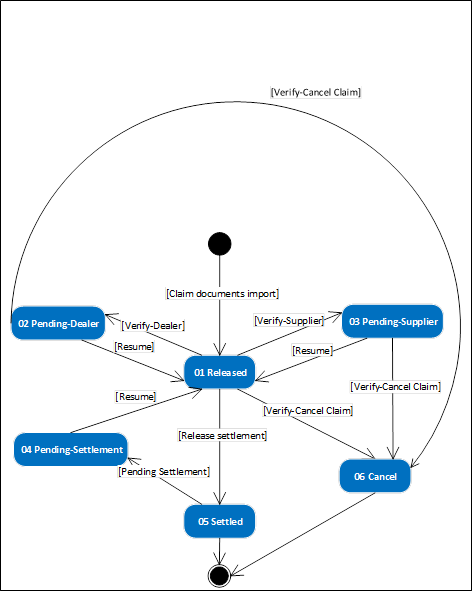 [Verify-Cancel Claim]
[Claim documents import]
02 Pending-Dealer
[Verify-Dealer]
[Verify-Supplier]
03 Pending-Supplier
[Resume]
[Resume]
01 Released
[Verify-Cancel Claim]
[Resume]
[Verify-Cancel Claim]
[Release settlement]
04 Pending-Settlement
[Pending Settlement]
06 Cancel
05 Settled